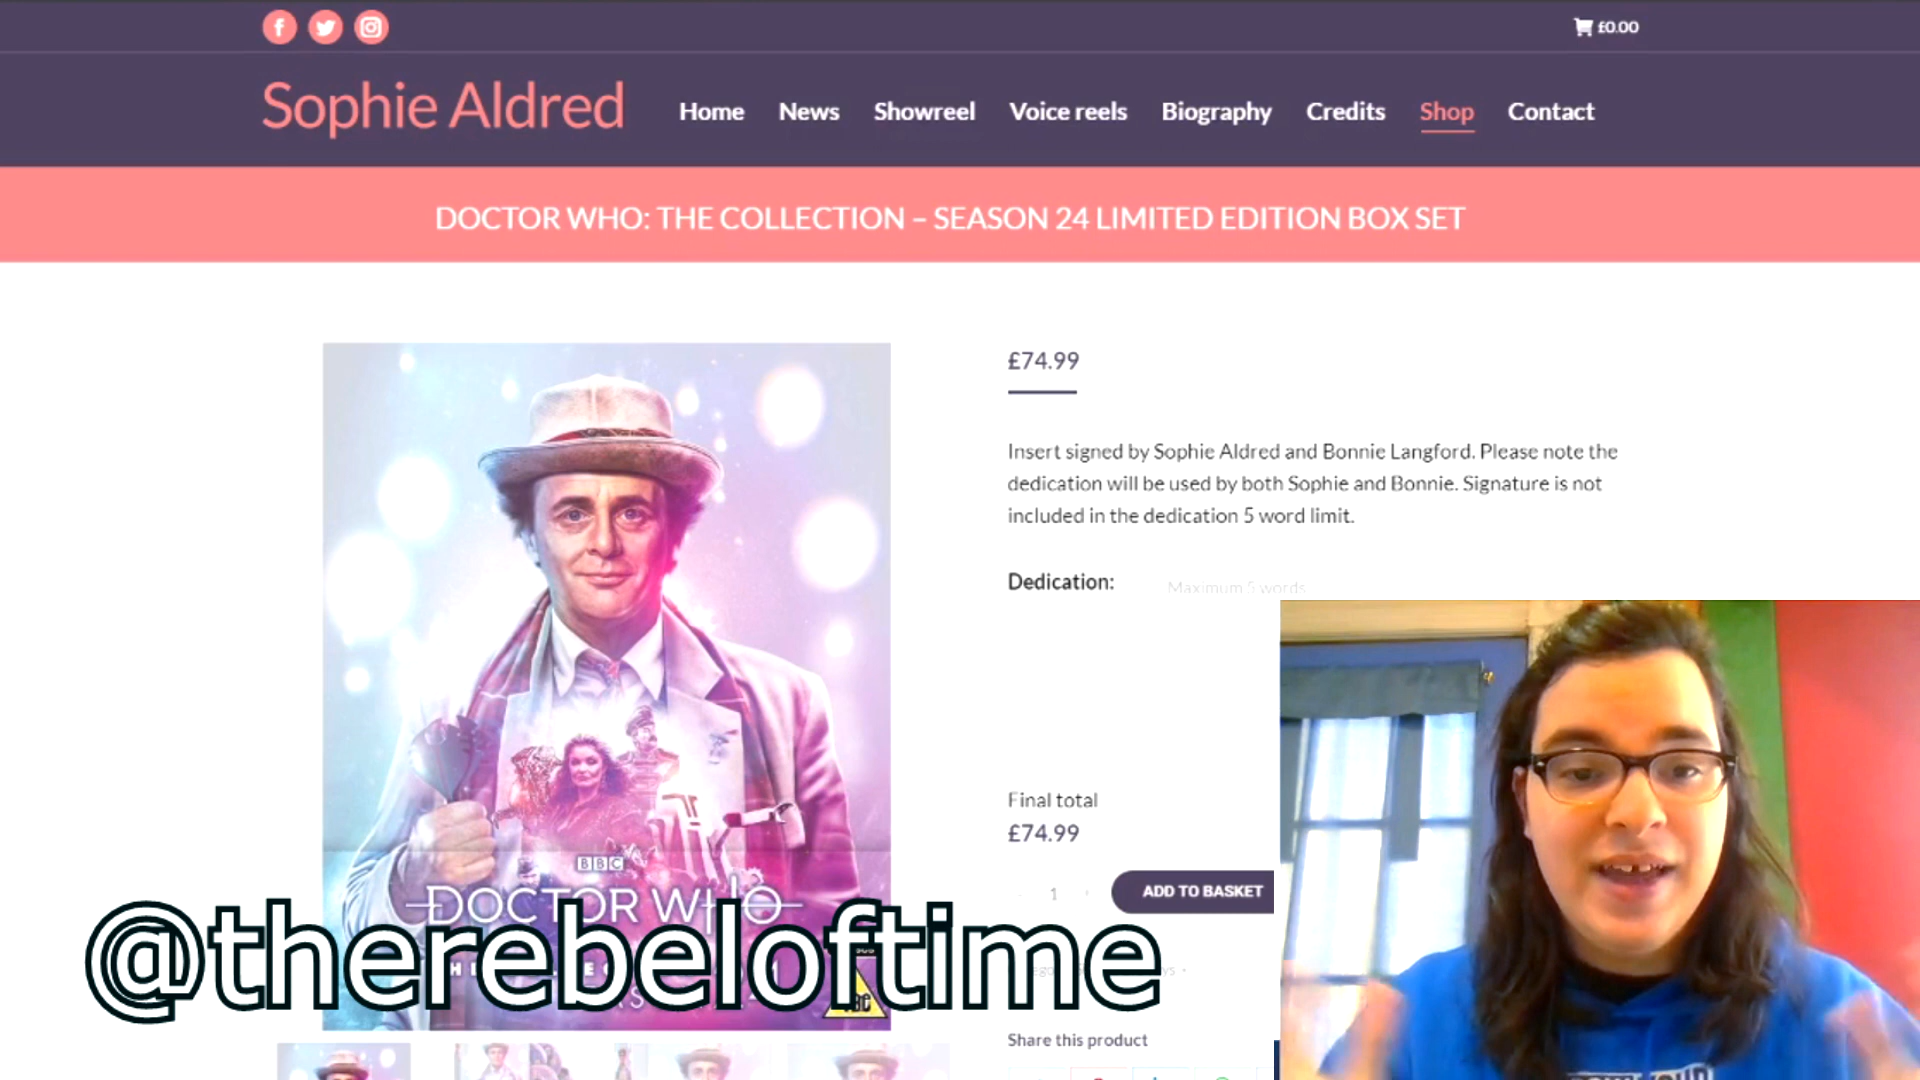 £0.00
Sophie Aldred
Home News Showreel Voice reels Biography Credits Shop Contact
DOCTOR WHO: THE COLLECTION – SEASON 24 LIMITED EDITION BOX SET
£74.99
Insert signed by Sophie Aldred and Bonnie Langford. Please note the
dedication will be used by both Sophie and Bonnie. Signature is not
included in the dedication 5 word limit.
Dedication: Maximum 5 words
Final total
£74.99
1 ADD TO BASKET
BBC
DOCTOR WHO
@therebeloftime
Share this product